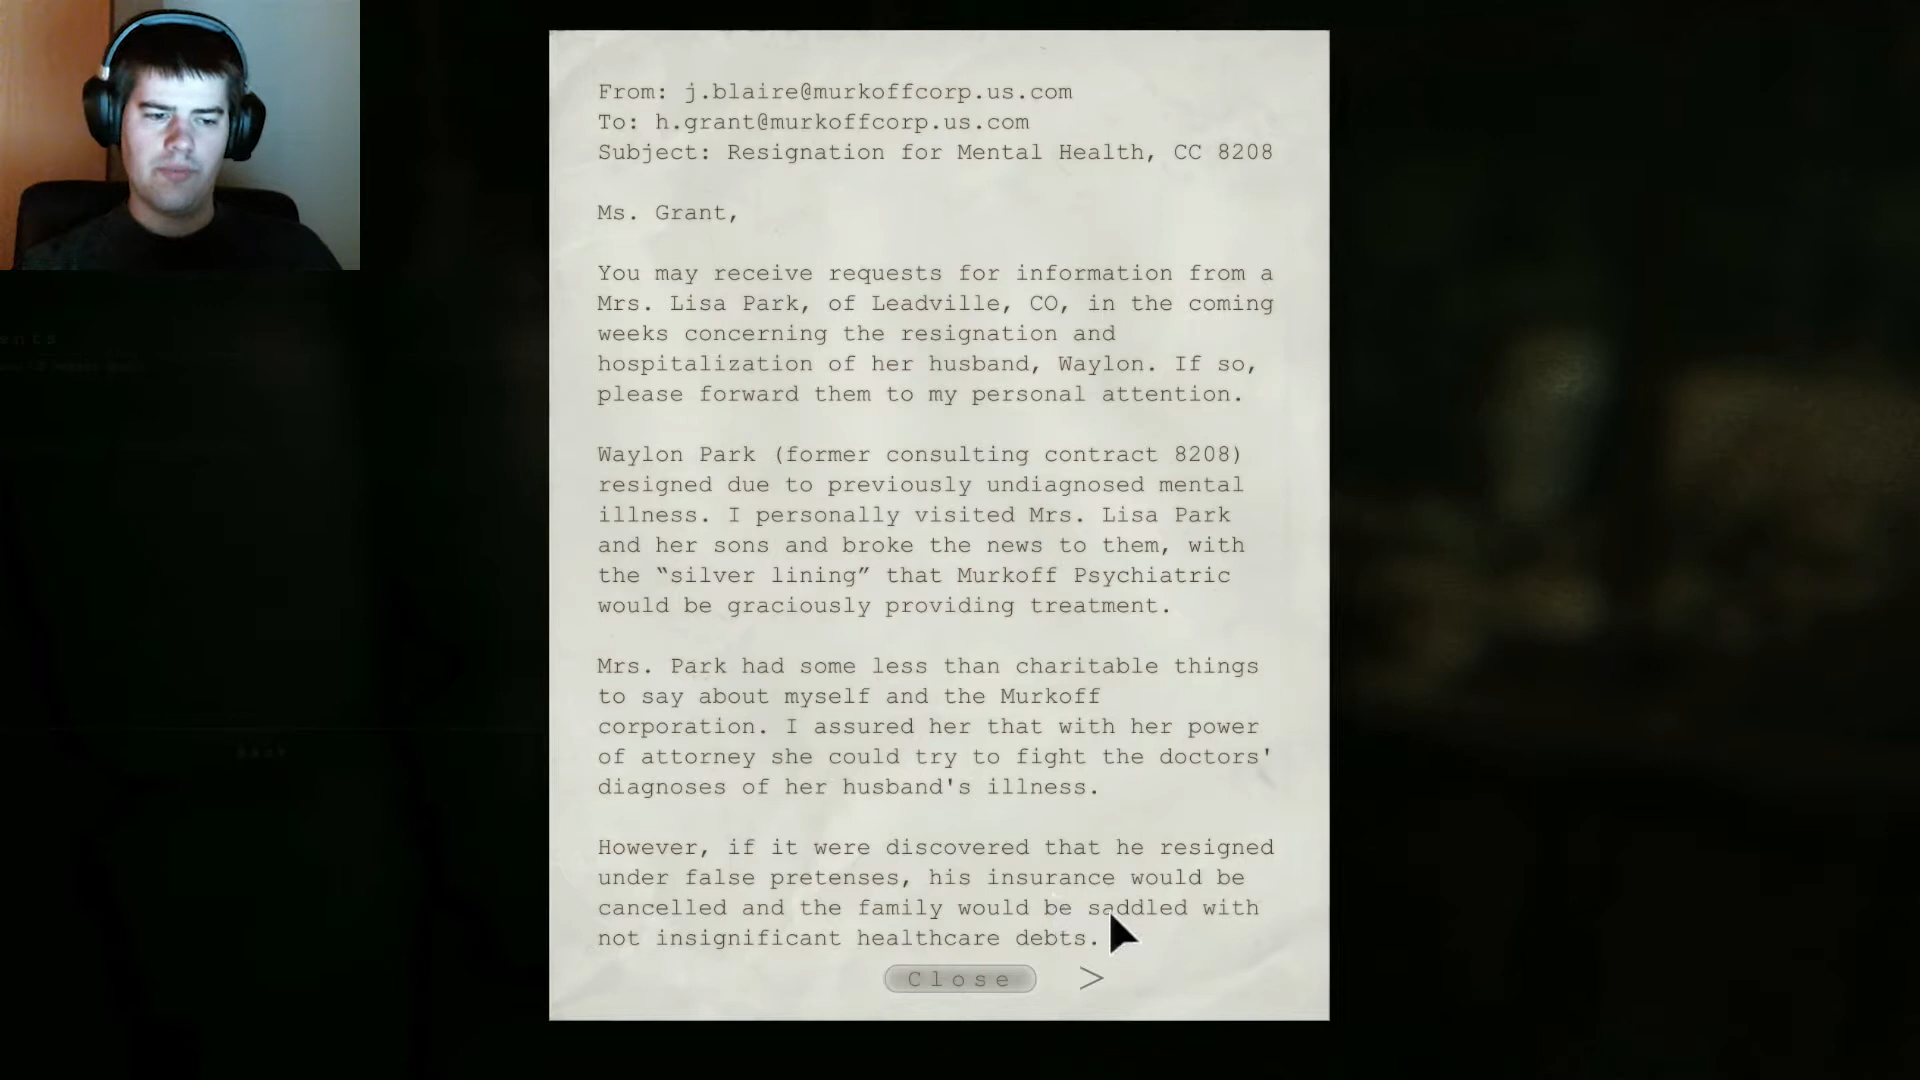 From: j.blaire@murkoffcorp.us.com
To: h.grant@murkoffcorp.us.com
Subject: Resignation for Mental Health, CC 8208
Ms. Grant,
You may receive requests for information from a
Mrs. Lisa Park, of Leadville, CO, in the coming
weeks concerning the resignation and
hospitalization of her husband, Waylon. If so,
please forward them to my personal attention.
Waylon Park (former consulting contract 8208)
resigned due to previously undiagnosed mental
illness. I personally visited Mrs. Lisa Park
and her sons and broke the news to them, with
the “silver lining” that Murkoff Psychiatric
would be graciously providing treatment.
Mrs. Park had some less than charitable things
to say about myself and the Murkoff
corporation. I assured her that with her power
of attorney she could try to fight the doctors'
diagnoses of her husband's illness.
However, if it were discovered that he resigned
under false pretenses, his insurance would be
cancelled and the family would be saddled with
not insignificant healthcare debts.
Close >
Back